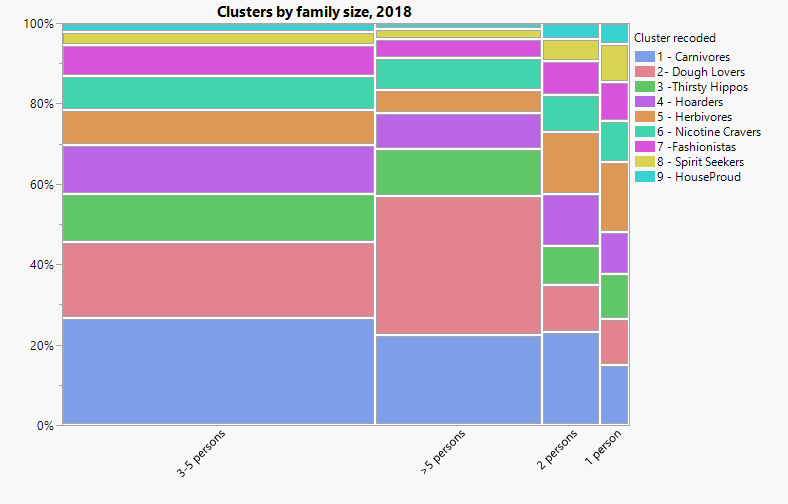 Clusters by family size, 2018
100%
80%
60%
40%
20%
0%
3-5 persons
>5 persons
2 persons
1 person
Cluster recoded
1 - Carnivores
2- Dough Lovers
3 -Thirsty Hippos
4 - Hoarders
5 - Herbivores
6 - Nicotine Cravers
7 -Fashionistas
8 - Spirit Seekers
9 - HouseProud